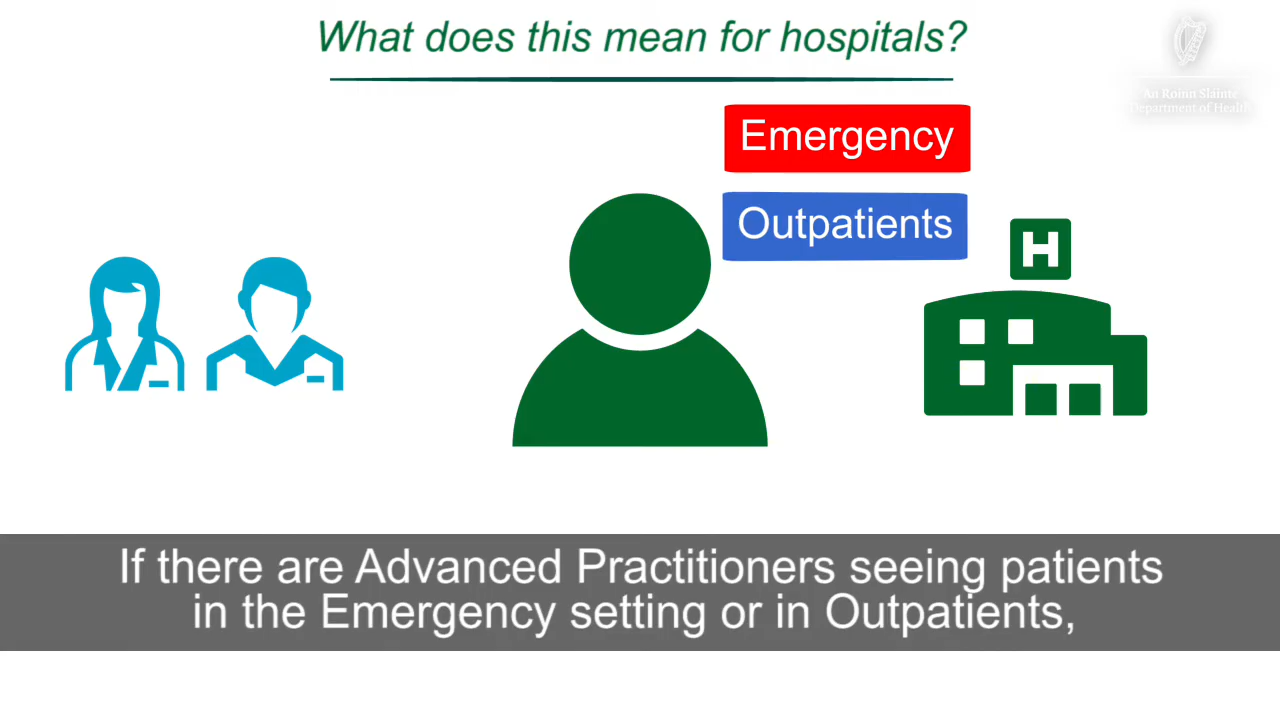 What does this mean for hospitals?
An Roinn Sláinte
Department of Health
Emergency
Outpatients
H
If there are Advanced Practitioners seeing patients
in the Emergency setting or in Outpatients,